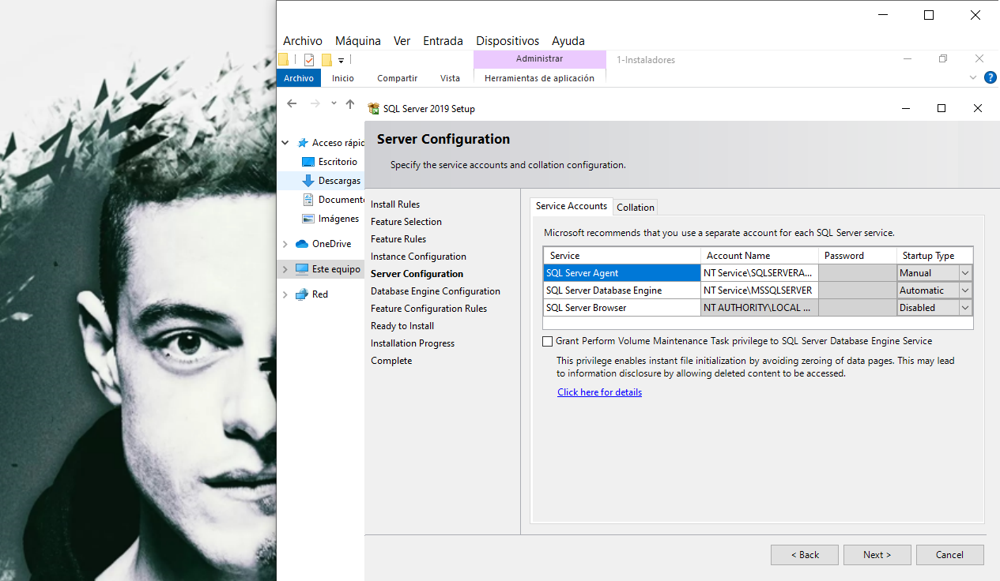 Archivo Máquina Ver Entrada Dispositivos Ayuda
Administrar 1-Instaladores
Archivo Inicio Compartir Vista Herramientas de aplicación
?
SQL Server 2019 Setup
Server Configuration
Specify the service accounts and collation configuration.
Acceso rápid
Escritorio
Descargas
Documento
Imágenes
OneDrive
Este equipo
Red
Install Rules
Feature Selection
Feature Rules
Instance Configuration
Server Configuration
Database Engine Configuration
Feature Configuration Rules
Ready to Install
Installation Progress
Complete
Service Accounts Collation
Microsoft recommends that you use a separate account for each SQL Server service.
Service Account Name Password Startup Type
SQL Server Agent NT Service\SQLSERVERA... Manual
SQL Server Database Engine NT Service\MSSQLSERVER Automatic
SQL Server Browser NT AUTHORITY\LOCAL ... Disabled
Grant Perform Volume Maintenance Task privilege to SQL Server Database Engine Service
This privilege enables instant file initialization by avoiding zeroing of data pages. This may lead
to information disclosure by allowing deleted content to be accessed.
Click here for details
< Back Next > Cancel